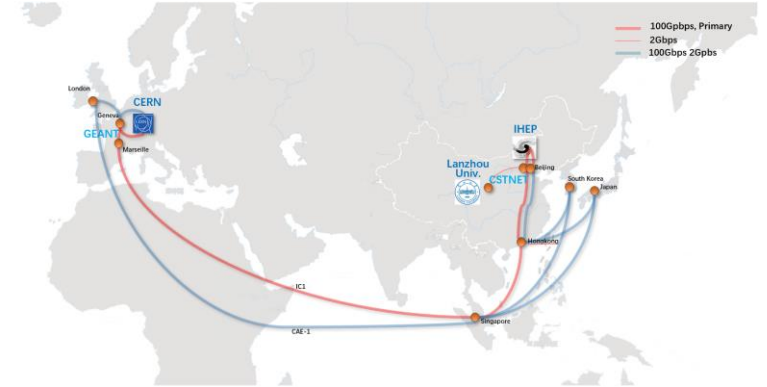 100Gpbps, Primary
2Gbps
100Gbps 2Gpbs
London
CERN
Geneva
GEANT
Marseille
IHEP
Lanzhou
Univ.
CSTNET
Beijing
South Korea
Japan
Hongkong
IC1
Singapore
CAE-1